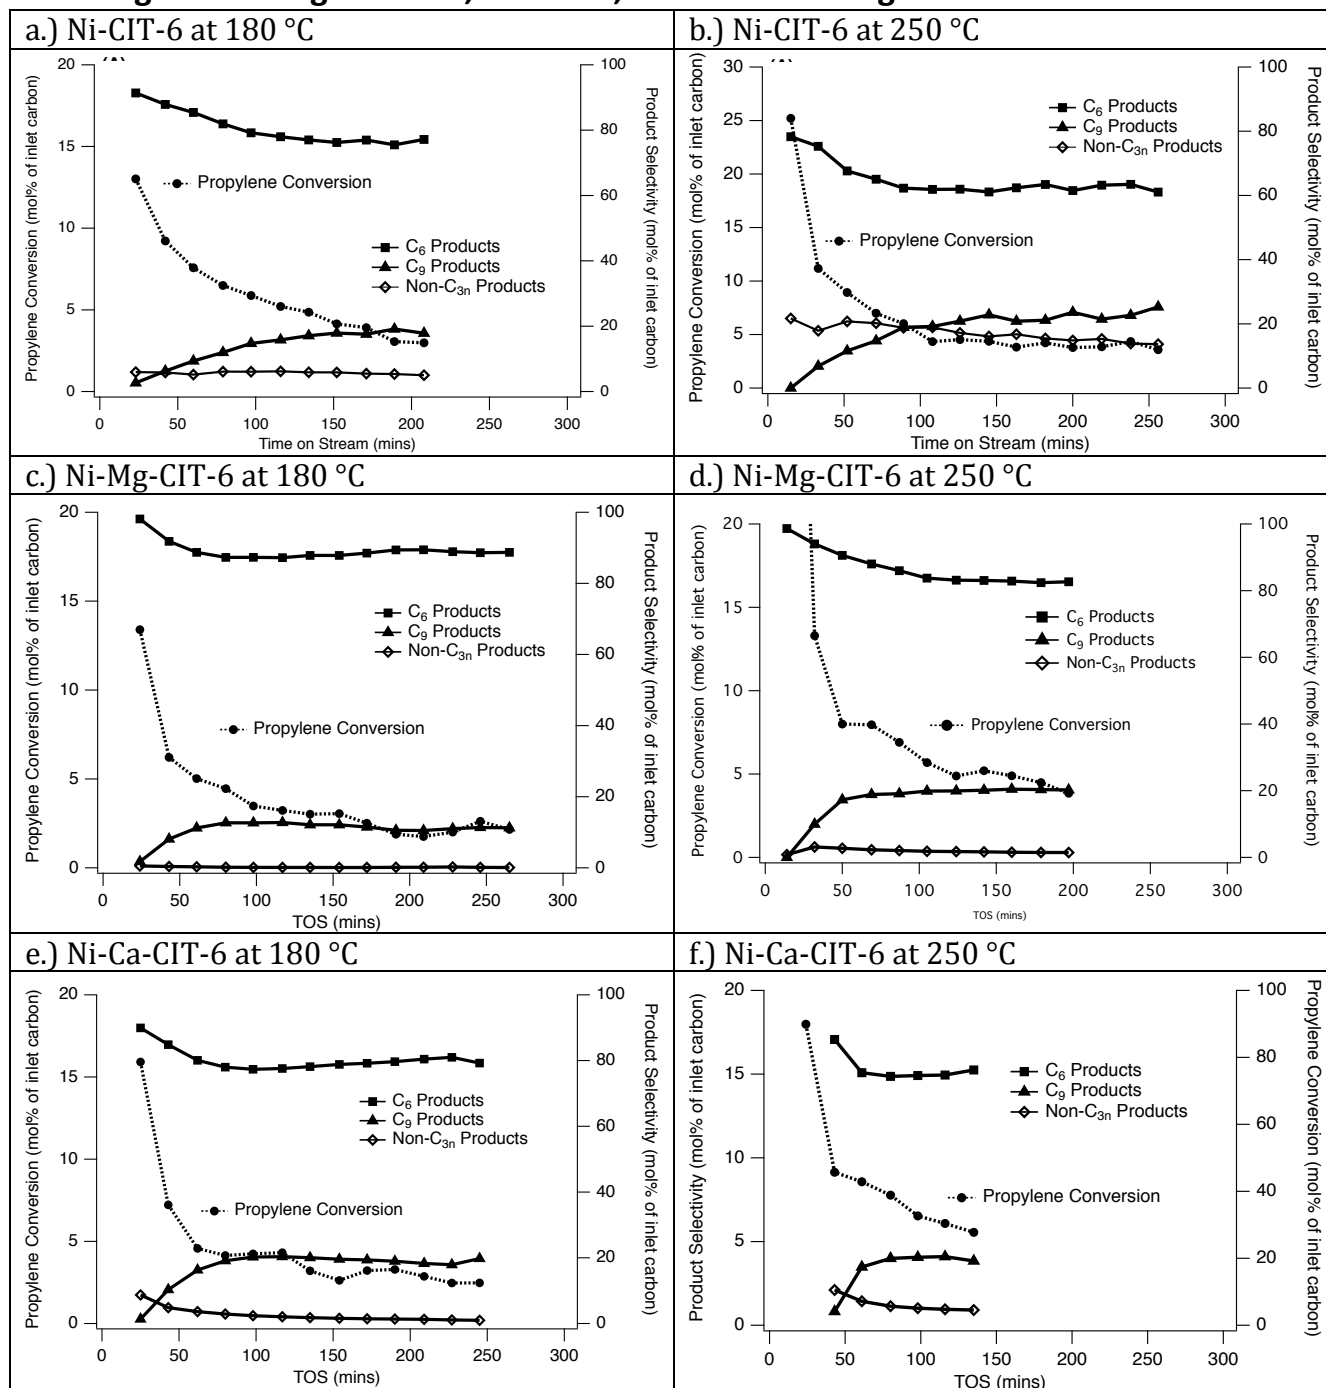 a.) Ni-CIT-6 at 180 °C
20
15
10
5
0
Propylene Conversion (mol% of inlet carbon)
100
80
60
40
20
0
Product Selectivity (mol% of inlet carbon)
Propylene Conversion
C6 Products
C9 Products
Non-C3n Products
0 50 100 150 200 250 300
Time on Stream (mins)
b.) Ni-CIT-6 at 250 °C
30
25
20
15
10
5
0
Propylene Conversion (mol% of inlet carbon)
100
80
60
40
20
0
Product Selectivity (mol% of inlet carbon)
C6 Products
C9 Products
Non-C3n Products
Propylene Conversion
0 50 100 150 200 250 300
Time on Stream (mins)
c.) Ni-Mg-CIT-6 at 180 °C
20
15
10
5
0
Propylene Conversion (mol% of inlet carbon)
100
80
60
40
20
0
Product Selectivity (mol% of inlet carbon)
C6 Products
C9 Products
Non-C3n Products
Propylene Conversion
0 50 100 150 200 250 300
TOS (mins)
d.) Ni-Mg-CIT-6 at 250 °C
20
15
10
5
0
Propylene Conversion (mol% of inlet carbon)
100
80
60
40
20
0
Product Selectivity (mol% of inlet carbon)
C6 Products
C9 Products
Non-C3n Products
Propylene Conversion
0 50 100 150 200 250 300
TOS (mins)
e.) Ni-Ca-CIT-6 at 180 °C
20
15
10
5
0
Propylene Conversion (mol% of inlet carbon)
100
80
60
40
20
0
Product Selectivity (mol% of inlet carbon)
C6 Products
C9 Products
Non-C3n Products
Propylene Conversion
0 50 100 150 200 250 300
TOS (mins)
f.) Ni-Ca-CIT-6 at 250 °C
20
15
10
5
0
Product Selectivity (mol% of inlet carbon)
100
80
60
40
20
0
Propylene Conversion (mol% of inlet carbon)
C6 Products
C9 Products
Non-C3n Products
Propylene Conversion
0 50 100 150 200 250 300
TOS (mins)